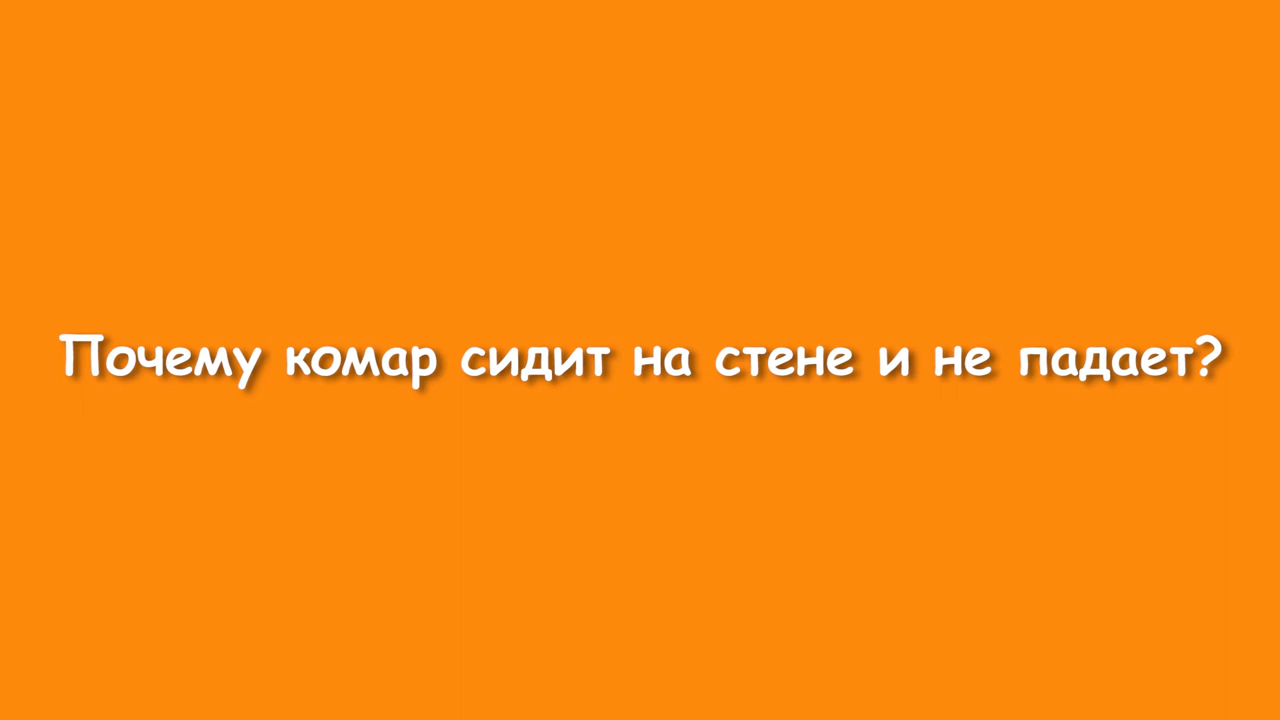 Почему комар сидит на стене и не падает?